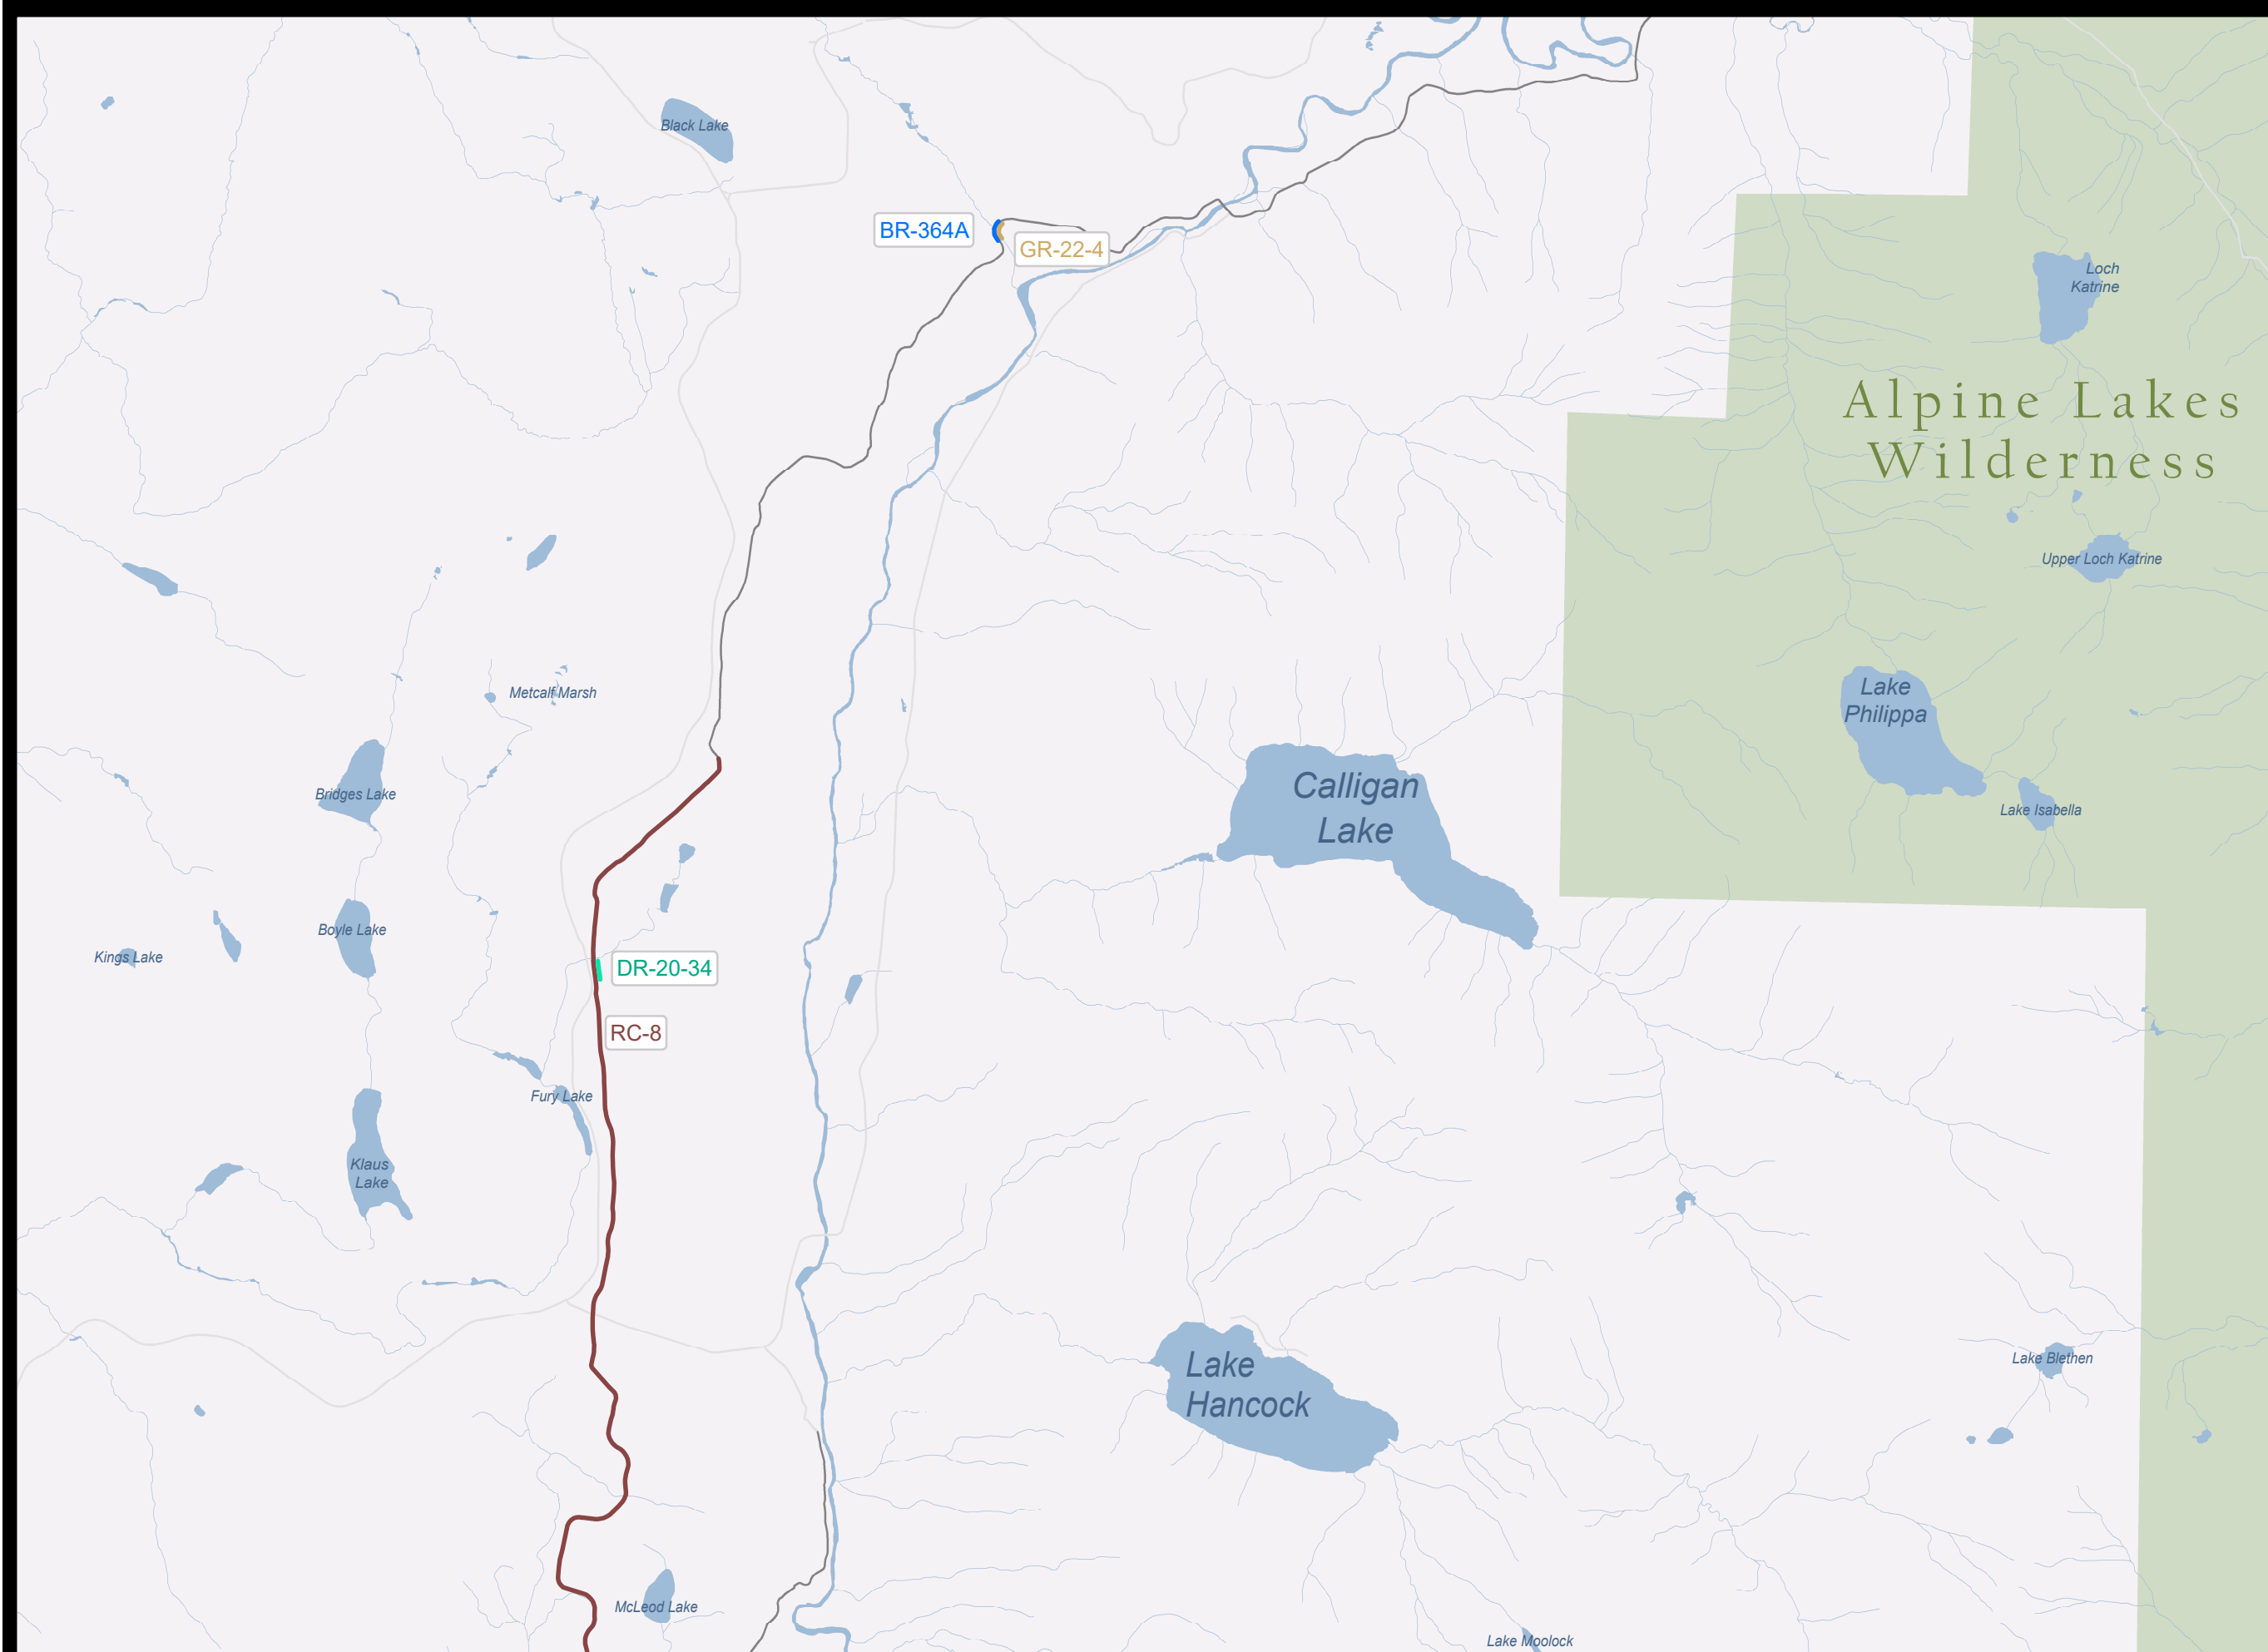 Black Lake
BR-364A
GR-22-4
Loch
Katrine
Alpine Lakes
Wilderness
Upper Loch Katrine
Metcalf Marsh
Lake
Philippa
Bridges Lake
Calligan
Lake
Lake Isabella
Boyle Lake
Kings Lake
DR-20-34
RC-8
Fury Lake
Klaus
Lake
Lake
Hancock
Lake Blethen
McLeod Lake
Lake Moolock